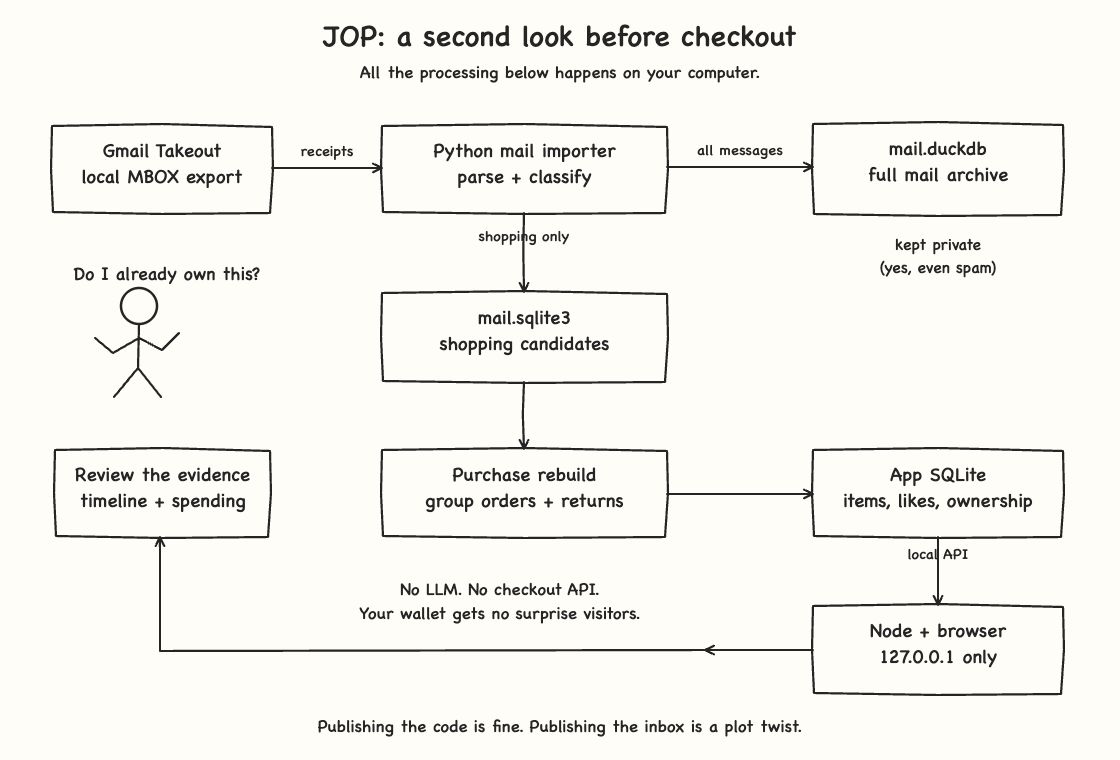 JOP: a second look before checkout
All the processing below happens on your computer.
Gmail Takeout
local MBOX export
receipts
Python mail importer
parse + classify
all messages
mail.duckdb
full mail archive
shopping only
kept private
(yes, even spam)
Do I already own this?
mail.sqlite3
shopping candidates
Review the evidence
timeline + spending
Purchase rebuild
group orders + returns
App SQLite
items, likes, ownership
local API
No LLM. No checkout API.
Your wallet gets no surprise visitors.
Node + browser
127.0.0.1 only
Publishing the code is fine. Publishing the inbox is a plot twist.